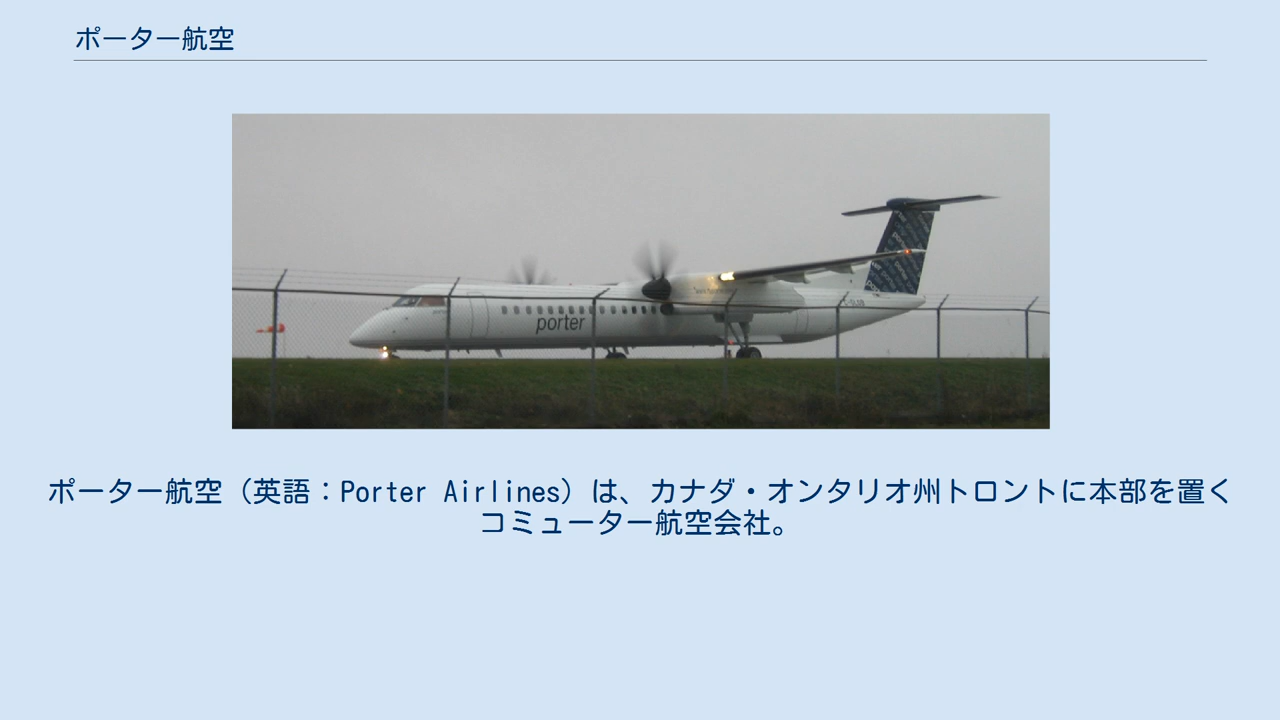 ポーター航空
porter
ポーター航空（英語：Porter Airlines）は、カナダ・オンタリオ州トロントに本部を置く
コミューター航空会社。